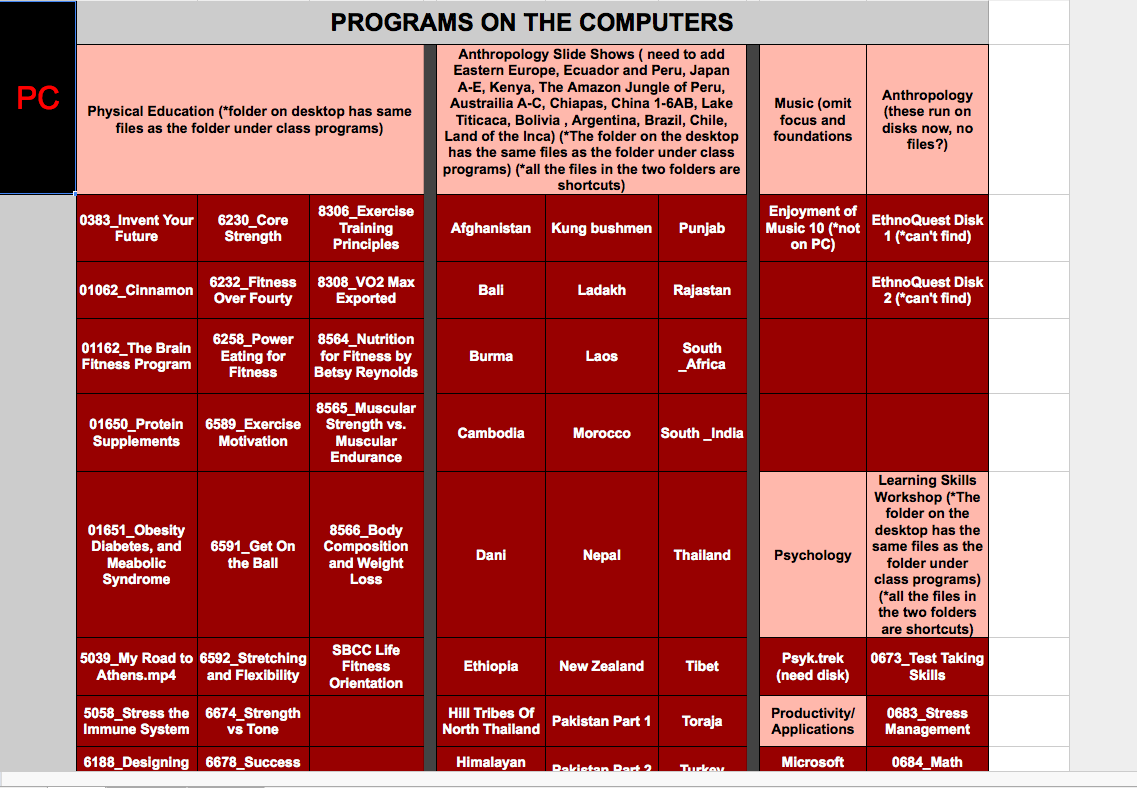 PROGRAMS ON THE COMPUTERS
PC
Physical Education (*folder on desktop has same
files as the folder under class programs)
Anthropology Slide Shows ( need to add
Eastern Europe, Ecuador and Peru, Japan
A-E, Kenya, The Amazon Jungle of Peru,
Austrailia A-C, Chiapas, China 1-6AB, Lake
Titicaca, Bolivia , Argentina, Brazil, Chile,
Land of the Inca) (*The folder on the desktop
has the same files as the folder under class
programs) (*all the files in the two folders are
shortcuts)
Music (omit
focus and
foundations
Anthropology
(these run on
disks now, no
files?)
0383_Invent Your
Future
6230_Core
Strength
8306_Exercise
Training
Principles
Afghanistan
Kung bushmen
Punjab
Enjoyment of
Music 10 (*not
on PC)
EthnoQuest Disk
1 (*can't find)
01062_Cinnamon
6232_Fitness
Over Fourty
8308_VO2 Max
Exported
Bali
Ladakh
Rajastan
EthnoQuest Disk
2 (*can't find)
01162_The Brain
Fitness Program
6258_Power
Eating for
Fitness
8564_Nutrition
for Fitness by
Betsy Reynolds
Burma
Laos
South
_Africa
01650_Protein
Supplements
6589_Exercise
Motivation
8565_Muscular
Strength vs.
Muscular
Endurance
Cambodia
Morocco
South _India
01651_Obesity
Diabetes, and
Meabolic
Syndrome
6591_Get On
the Ball
8566_Body
Composition
and Weight
Loss
Dani
Nepal
Thailand
Psychology
Learning Skills
Workshop (*The
folder on the
desktop has the
same files as the
folder under
class programs)
(*all the files in
the two folders
are shortcuts)
5039_My Road to
Athens.mp4
6592_Stretching
and Flexibility
SBCC Life
Fitness
Orientation
Ethiopia
New Zealand
Tibet
Psyk.trek
(need disk)
0673_Test Taking
Skills
5058_Stress the
Immune System
6674_Strength
vs Tone
Hill Tribes Of
North Thailand
Pakistan Part 1
Toraja
Productivity/
Applications
0683_Stress
Management
6188_Designing
6678_Success
Himalayan
Pakistan Part 2
Turkey
Microsoft
0684_Math